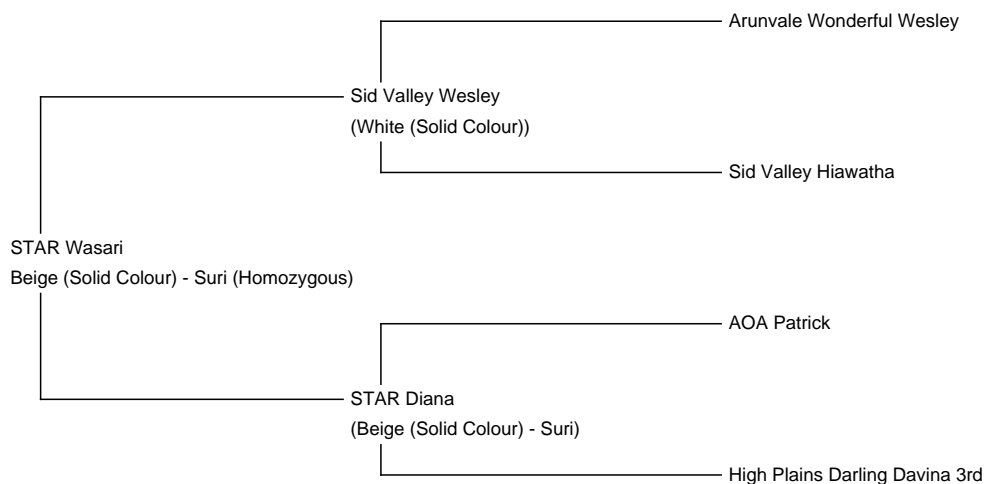 Arunvale Wonderful Wesley
Sid Valley Wesley
(White (Solid Colour))
Sid Valley Hiawatha
STAR Wasari
Beige (Solid Colour) - Suri (Homozygous)
AOA Patrick
STAR Diana
(Beige (Solid Colour) - Suri)
High Plains Darling Davina 3rd